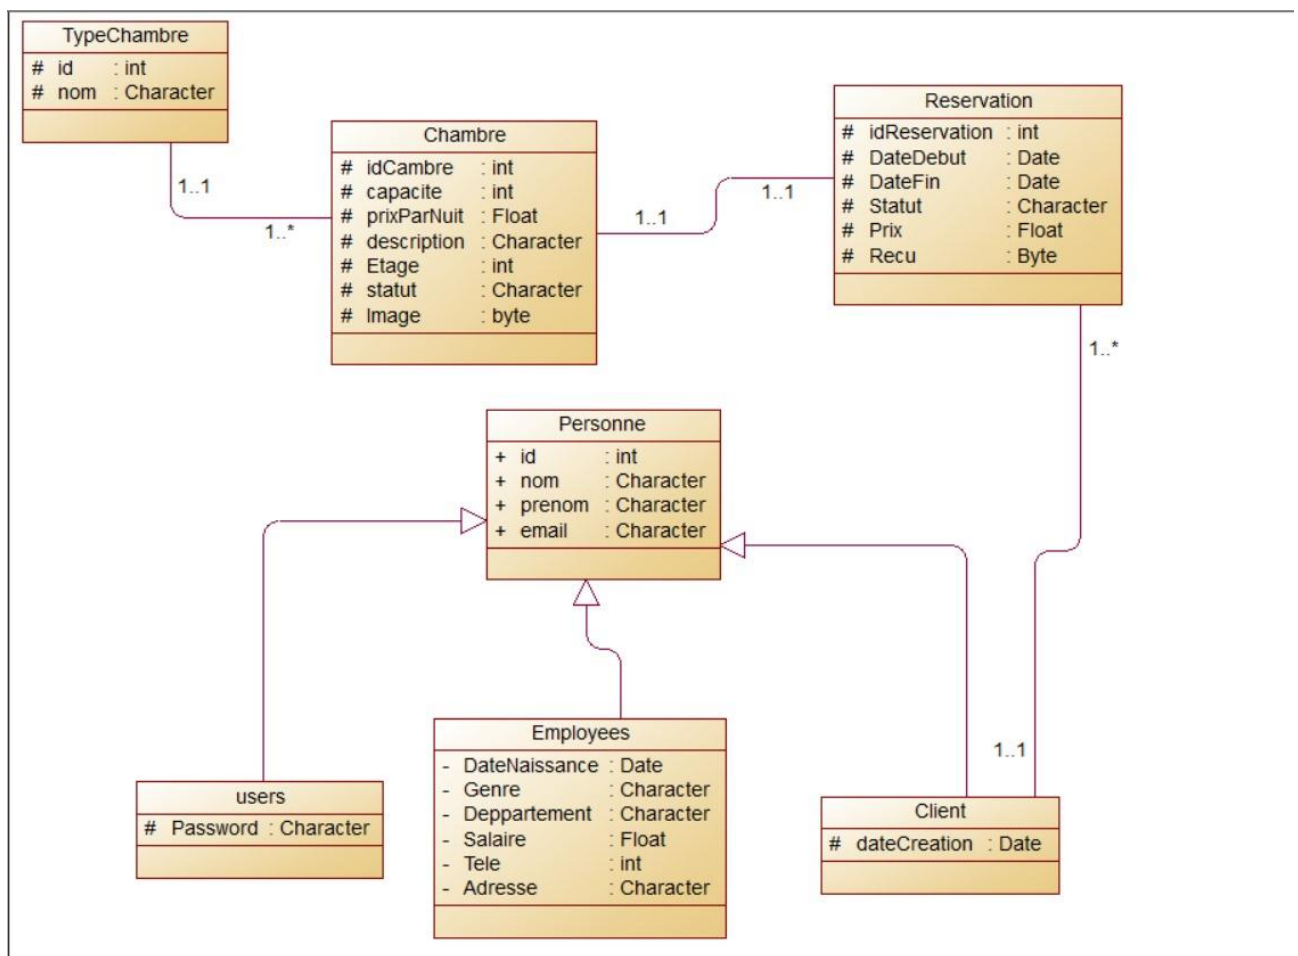 TypeChambre
# id : int
# nom : Character
1..1
1..*
Chambre
# idCambre : int
# capacite : int
# prixParNuit : Float
# description : Character
# Etage : int
# statut : Character
# Image : byte
1..1
1..1
Reservation
# idReservation : int
# DateDebut : Date
# DateFin : Date
# Statut : Character
# Prix : Float
# Recu : Byte
1..*
Personne
+ id : int
+ nom : Character
+ prenom : Character
+ email : Character
users
# Password : Character
Employees
- DateNaissance : Date
- Genre : Character
- Deppartement : Character
- Salaire : Float
- Tele : int
- Adresse : Character
1..1
Client
# dateCreation : Date